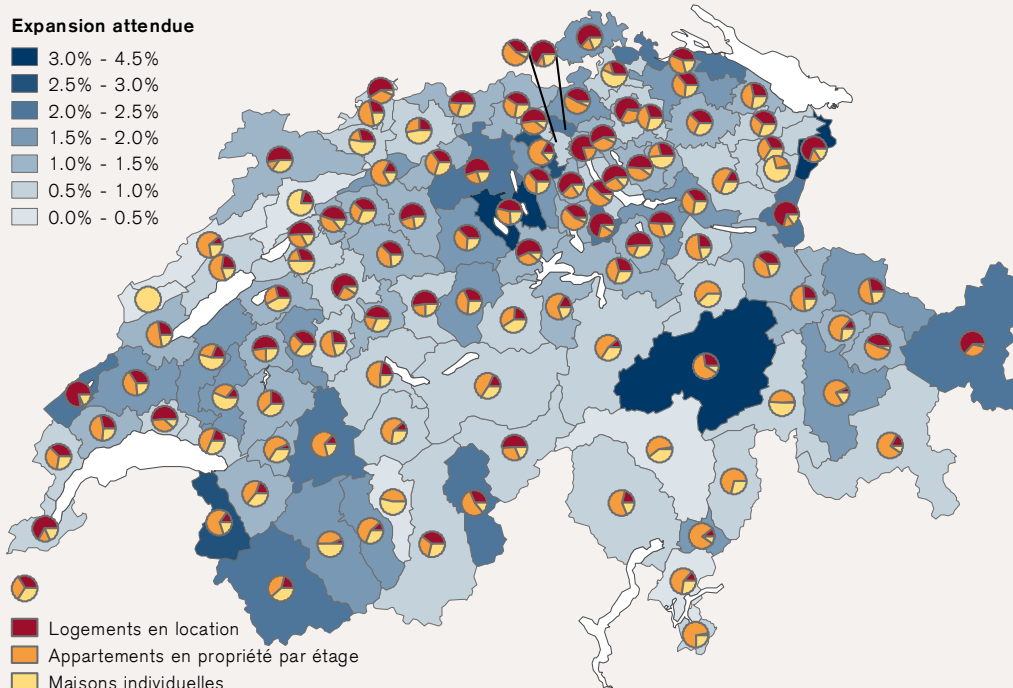 Expansion attendue
3.0% - 4.5%
2.5% - 3.0%
2.0% - 2.5%
1.5% - 2.0%
1.0% - 1.5%
0.5% - 1.0%
0.0% - 0.5%
Logements en location
Appartements en propriété par étage
Maisons individuelles